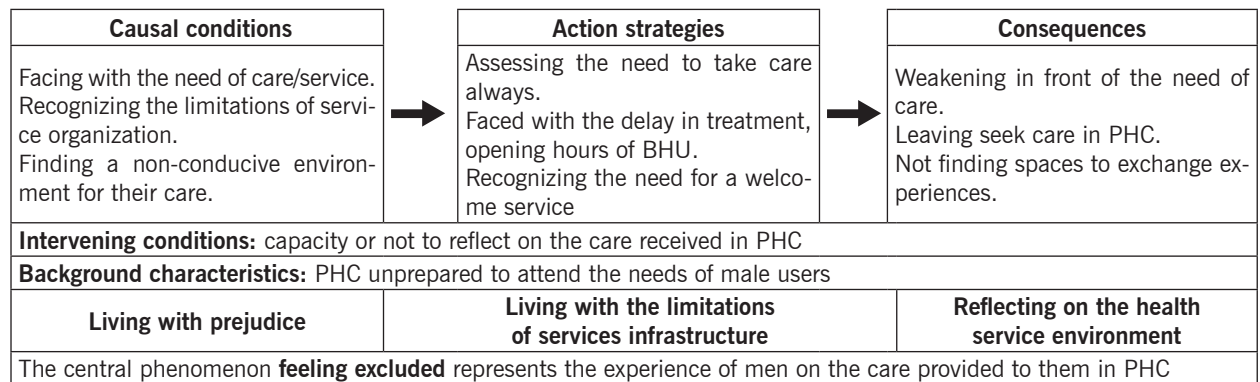 Causal conditions
Facing with the need of care/service.
Recognizing the limitations of servi-
ce organization.
Finding a non-conducive environ-
ment for their care.
Action strategies
Assessing the need to take care
always.
Faced with the delay in treatment,
opening hours of BHU.
Recognizing the need for a welco-
me service
Consequences
Weakening in front of the need of
care.
Leaving seek care in PHC.
Not finding spaces to exchange ex-
periences.
Intervening conditions: capacity or not to reflect on the care received in PHC
Background characteristics: PHC unprepared to attend the needs of male users
Living with prejudice
Living with the limitations
of services infrastructure
Reflecting on the health
service environment
The central phenomenon feeling excluded represents the experience of men on the care provided to them in PHC